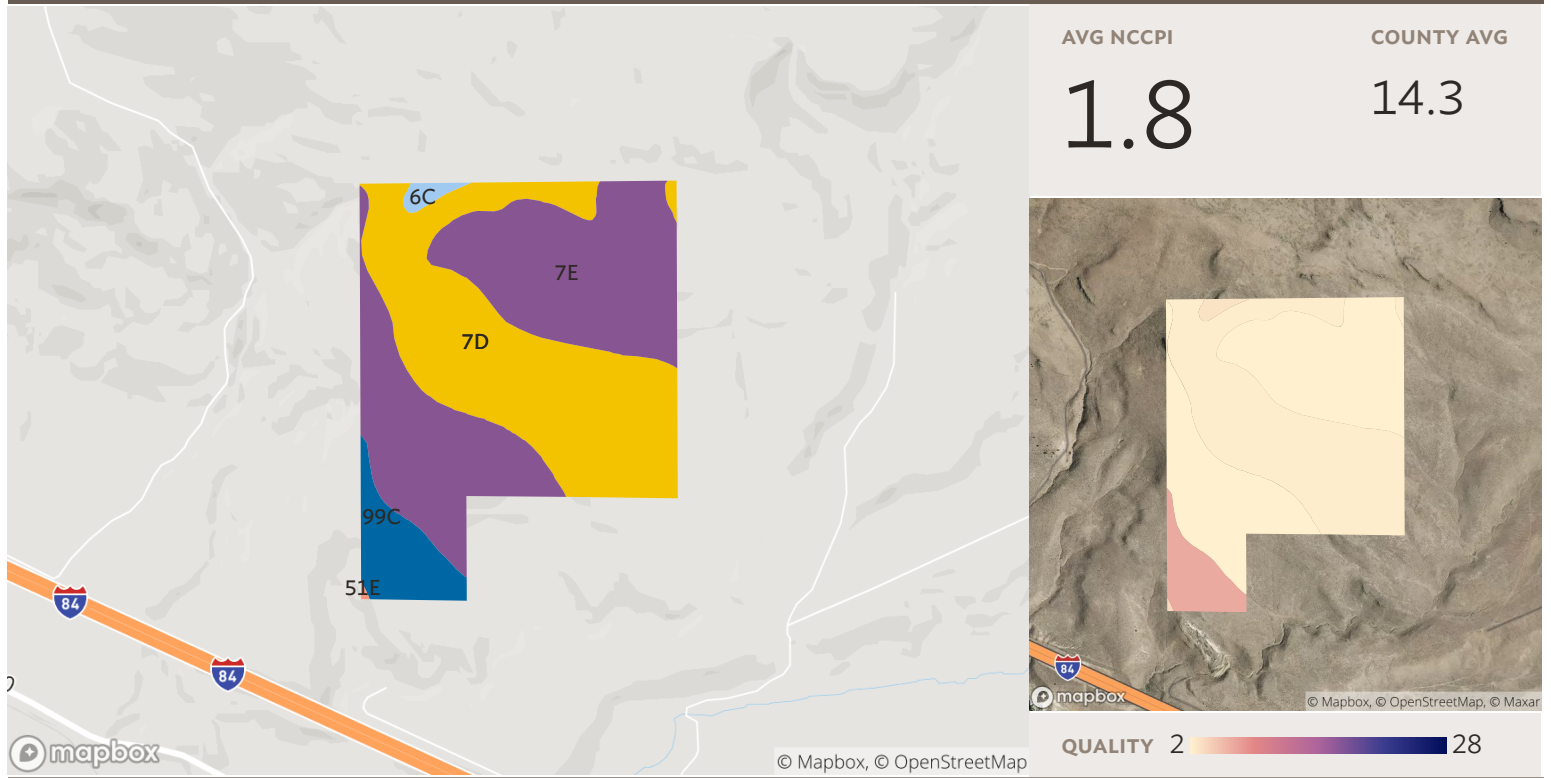 AVG NCCPI
COUNTY AVG
1.8
14.3
6C
7E
7D
99C
51E
84
84
mapbox
© Mapbox, © OpenStreetMap
84
mapbox
© Mapbox, © OpenStreetMap, © Maxar
QUALITY 2 28